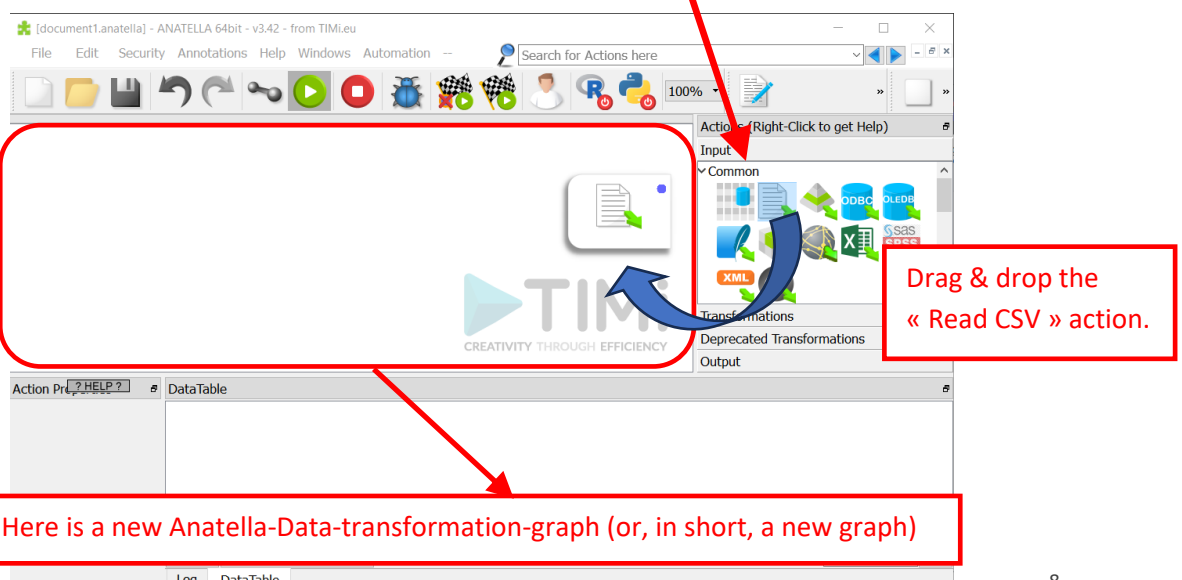 [document1.anatella] - ANATELLA 64bit - v3.42 - from TIMi.eu
File Edit Security Annotations Help Windows Automation -- Search for Actions here
100%
Actions (Right-Click to get Help)
Input
Common
ODBC OLEDB
Ssas
SPSS
XML
Drag & drop the
« Read CSV » action.
TIMi
CREATIVITY THROUGH EFFICIENCY
Transformations
Deprecated Transformations
Output
Action ? HELP ? DataTable
Here is a new Anatella-Data-transformation-graph (or, in short, a new graph)
Log DataTable